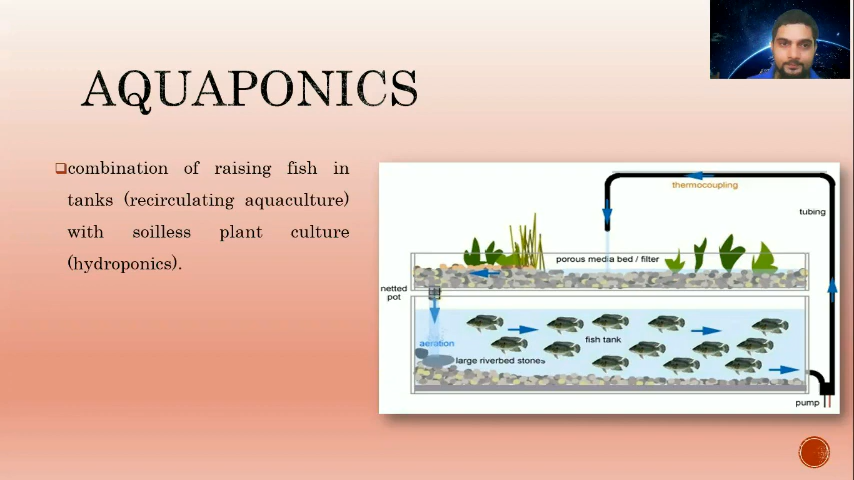 AQUAPONICS
combination of raising fish in
tanks (recirculating aquaculture)
with soilless plant culture
(hydroponics).
thermocoupling
tubing
porous media bed / filter
netted
pot
aeration
fish tank
large riverbed stones
pump